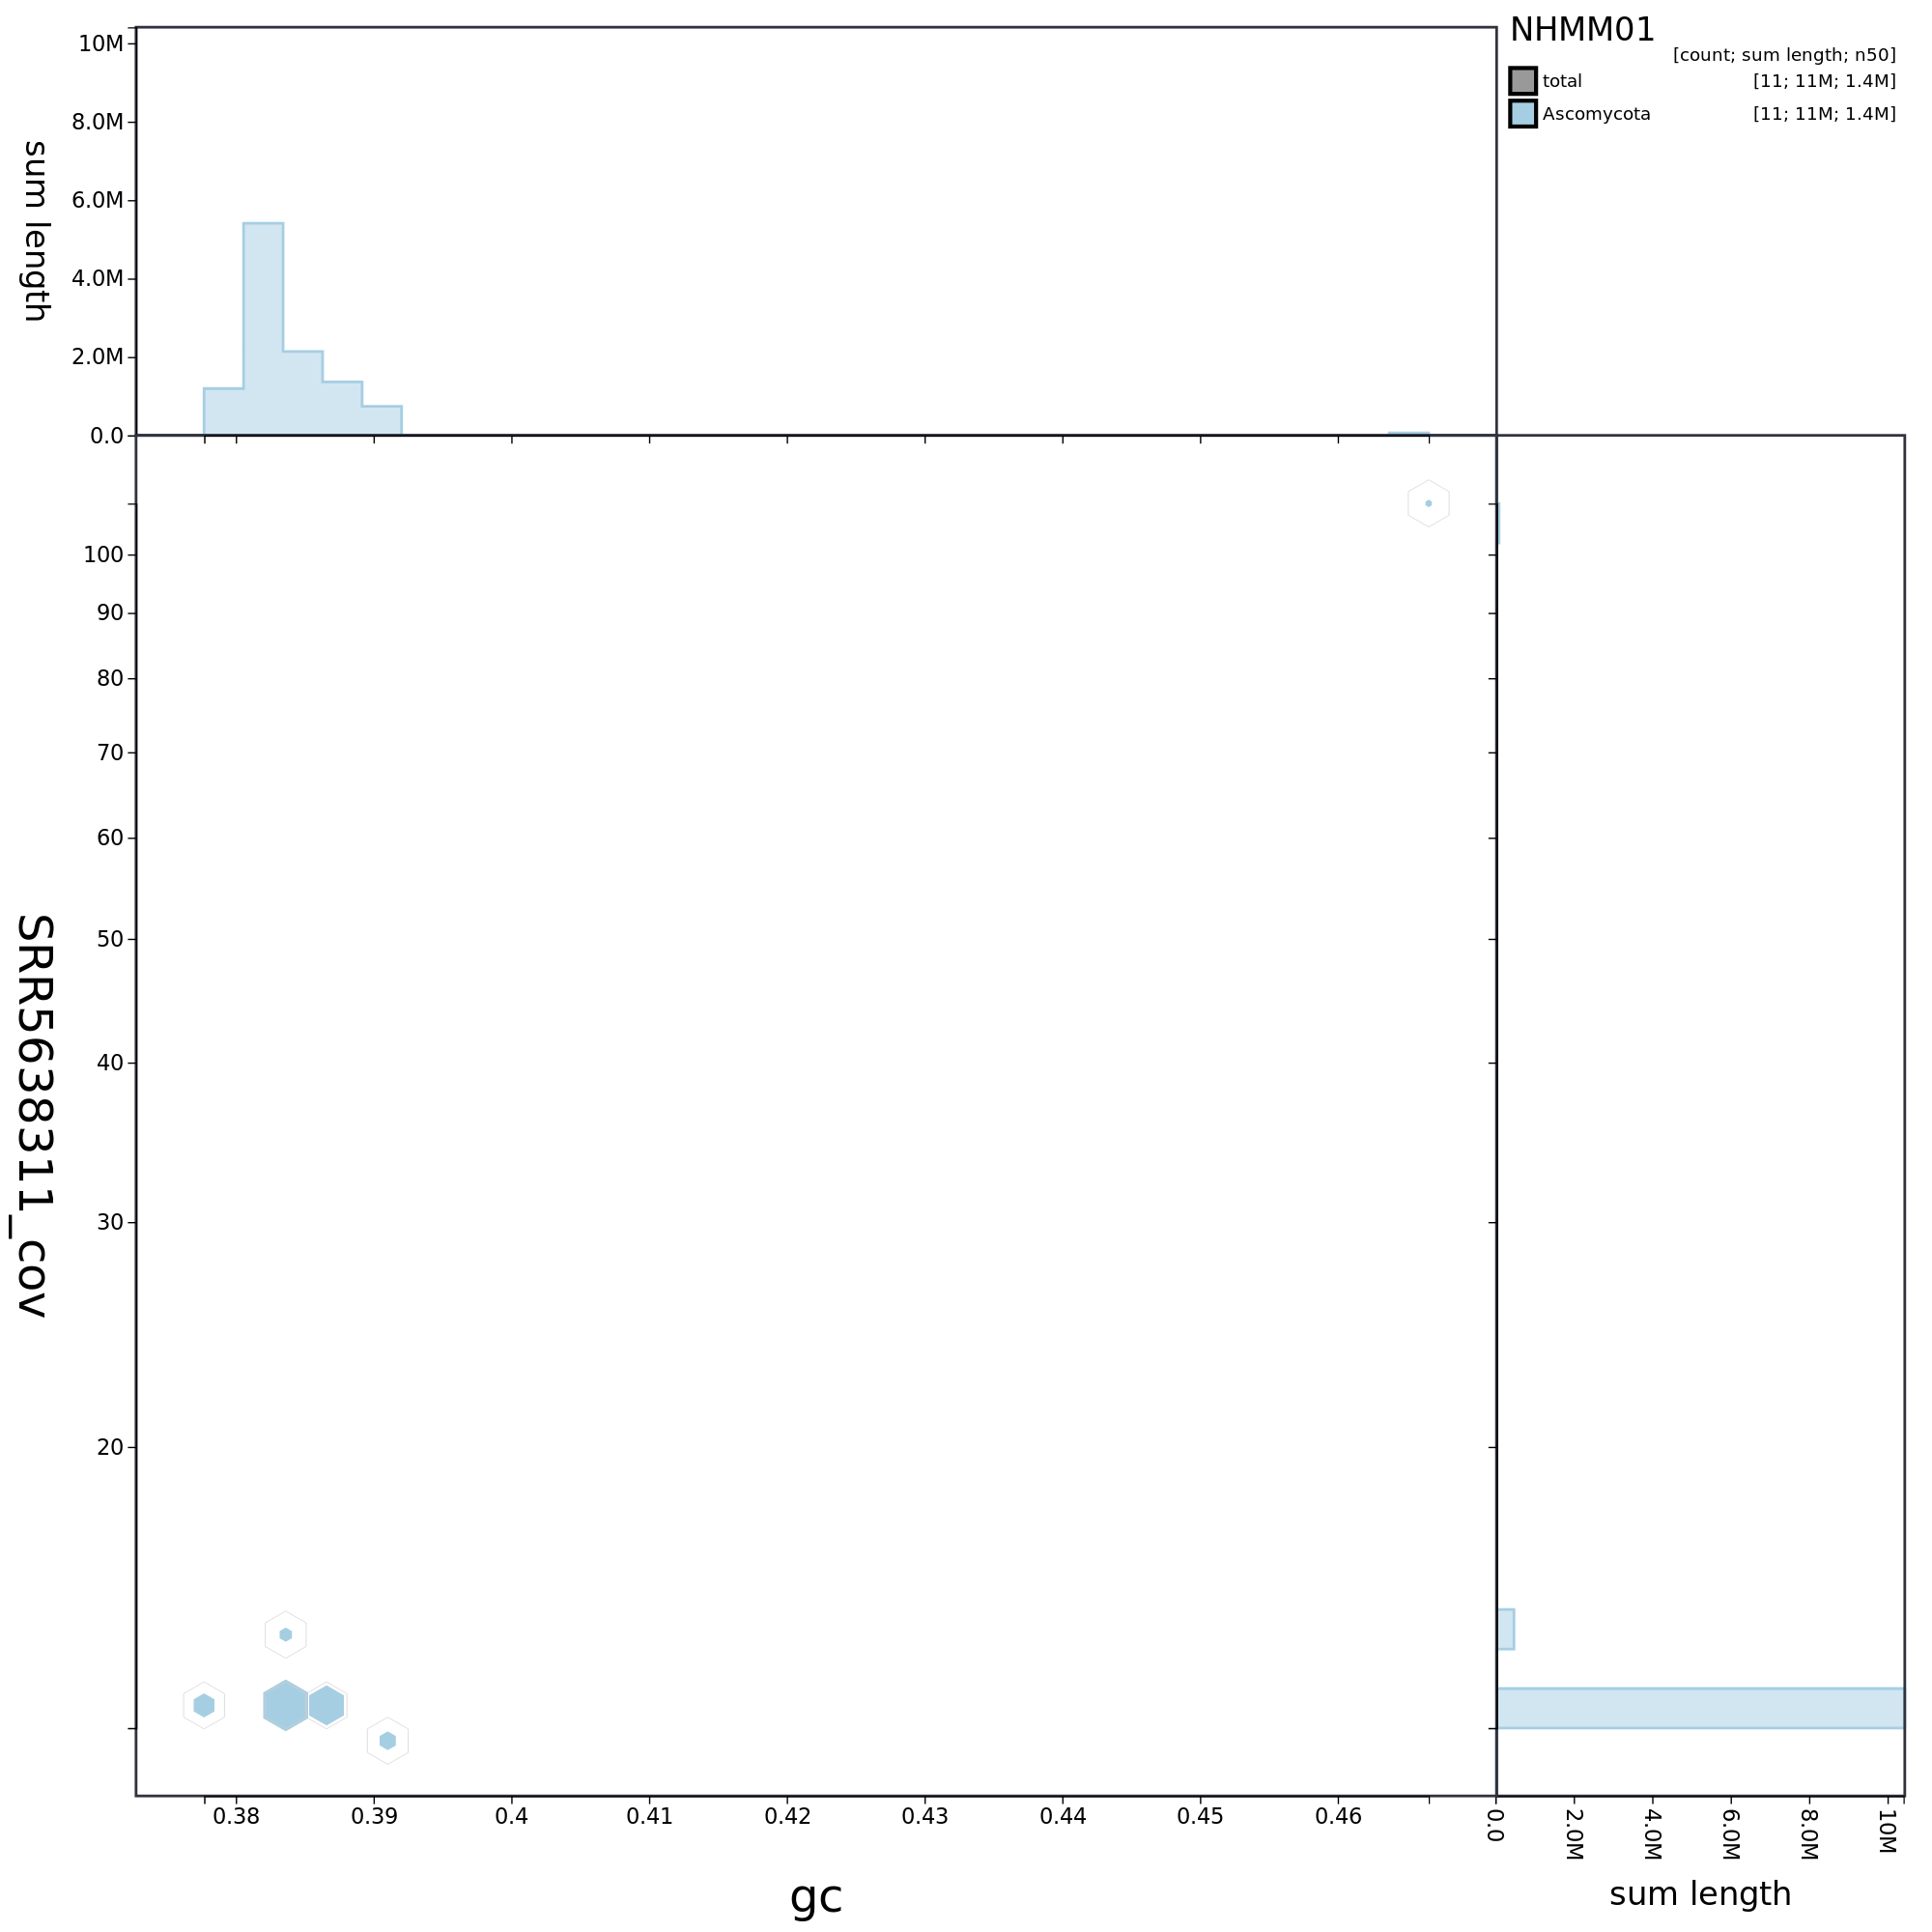 NHMM01
[count; sum length; n50]
total [11; 11M; 1.4M]
Ascomycota [11; 11M; 1.4M]
sum length
10M
8.0M
6.0M
4.0M
2.0M
0.0
SRR5638311_cov
100
90
80
70
60
50
40
30
20
0.38 0.39 0.4 0.41 0.42 0.43 0.44 0.45 0.46
gc
0.0 2.0M 4.0M 6.0M 8.0M 10M
sum length